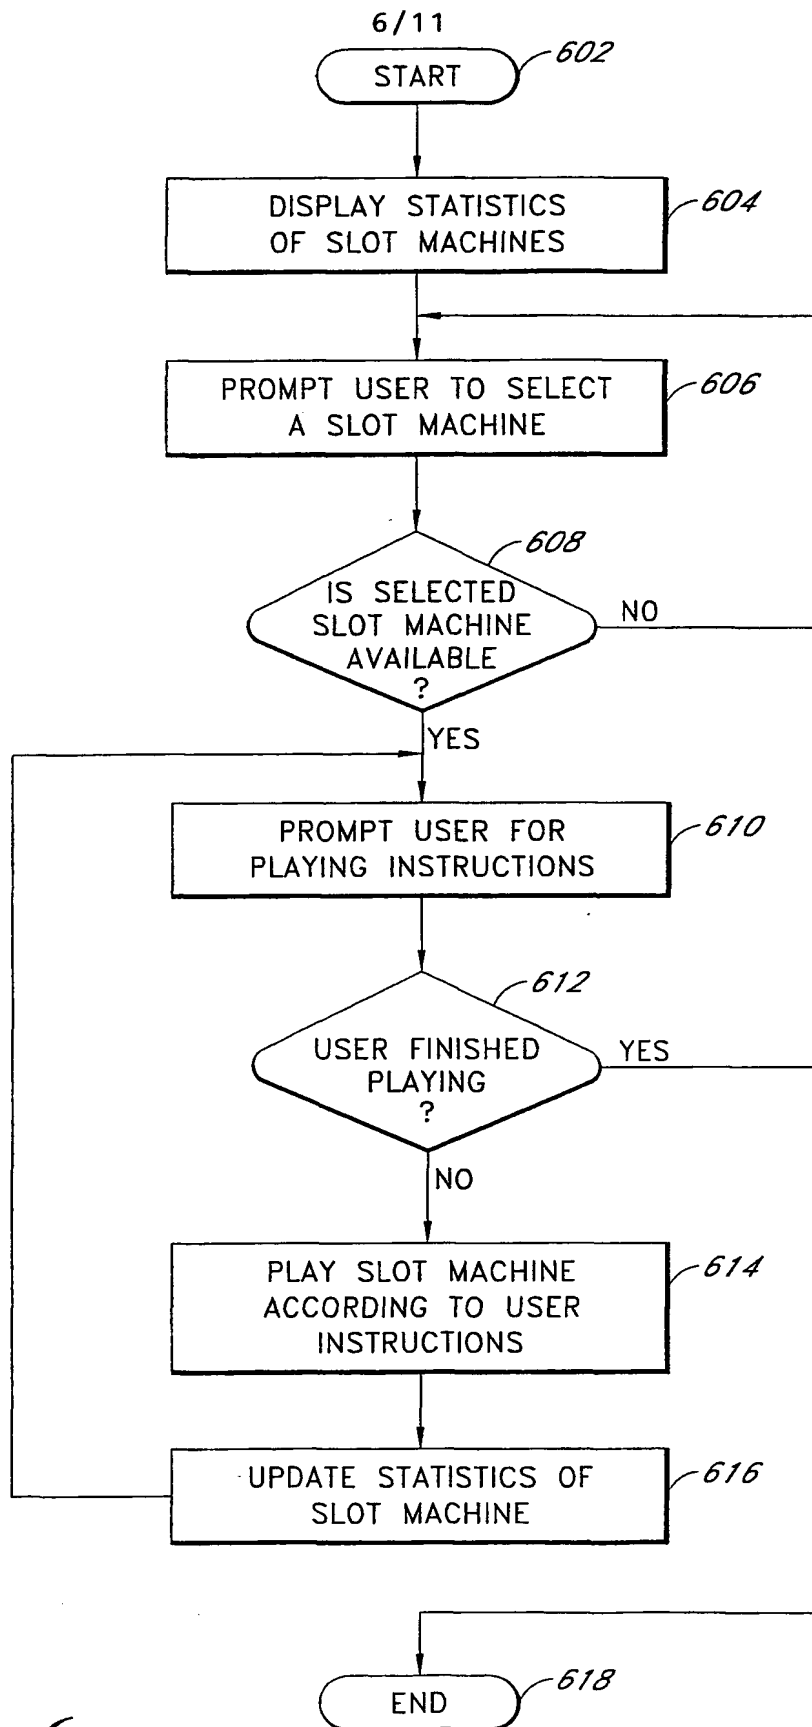 6/11
START
602
DISPLAY STATISTICS
OF SLOT MACHINES
604
PROMPT USER TO SELECT
A SLOT MACHINE
606
608
IS SELECTED
SLOT MACHINE
AVAILABLE
?
NO
YES
PROMPT USER FOR
PLAYING INSTRUCTIONS
610
612
USER FINISHED
PLAYING
?
YES
NO
PLAY SLOT MACHINE
ACCORDING TO USER
INSTRUCTIONS
614
UPDATE STATISTICS OF
SLOT MACHINE
616
END
618